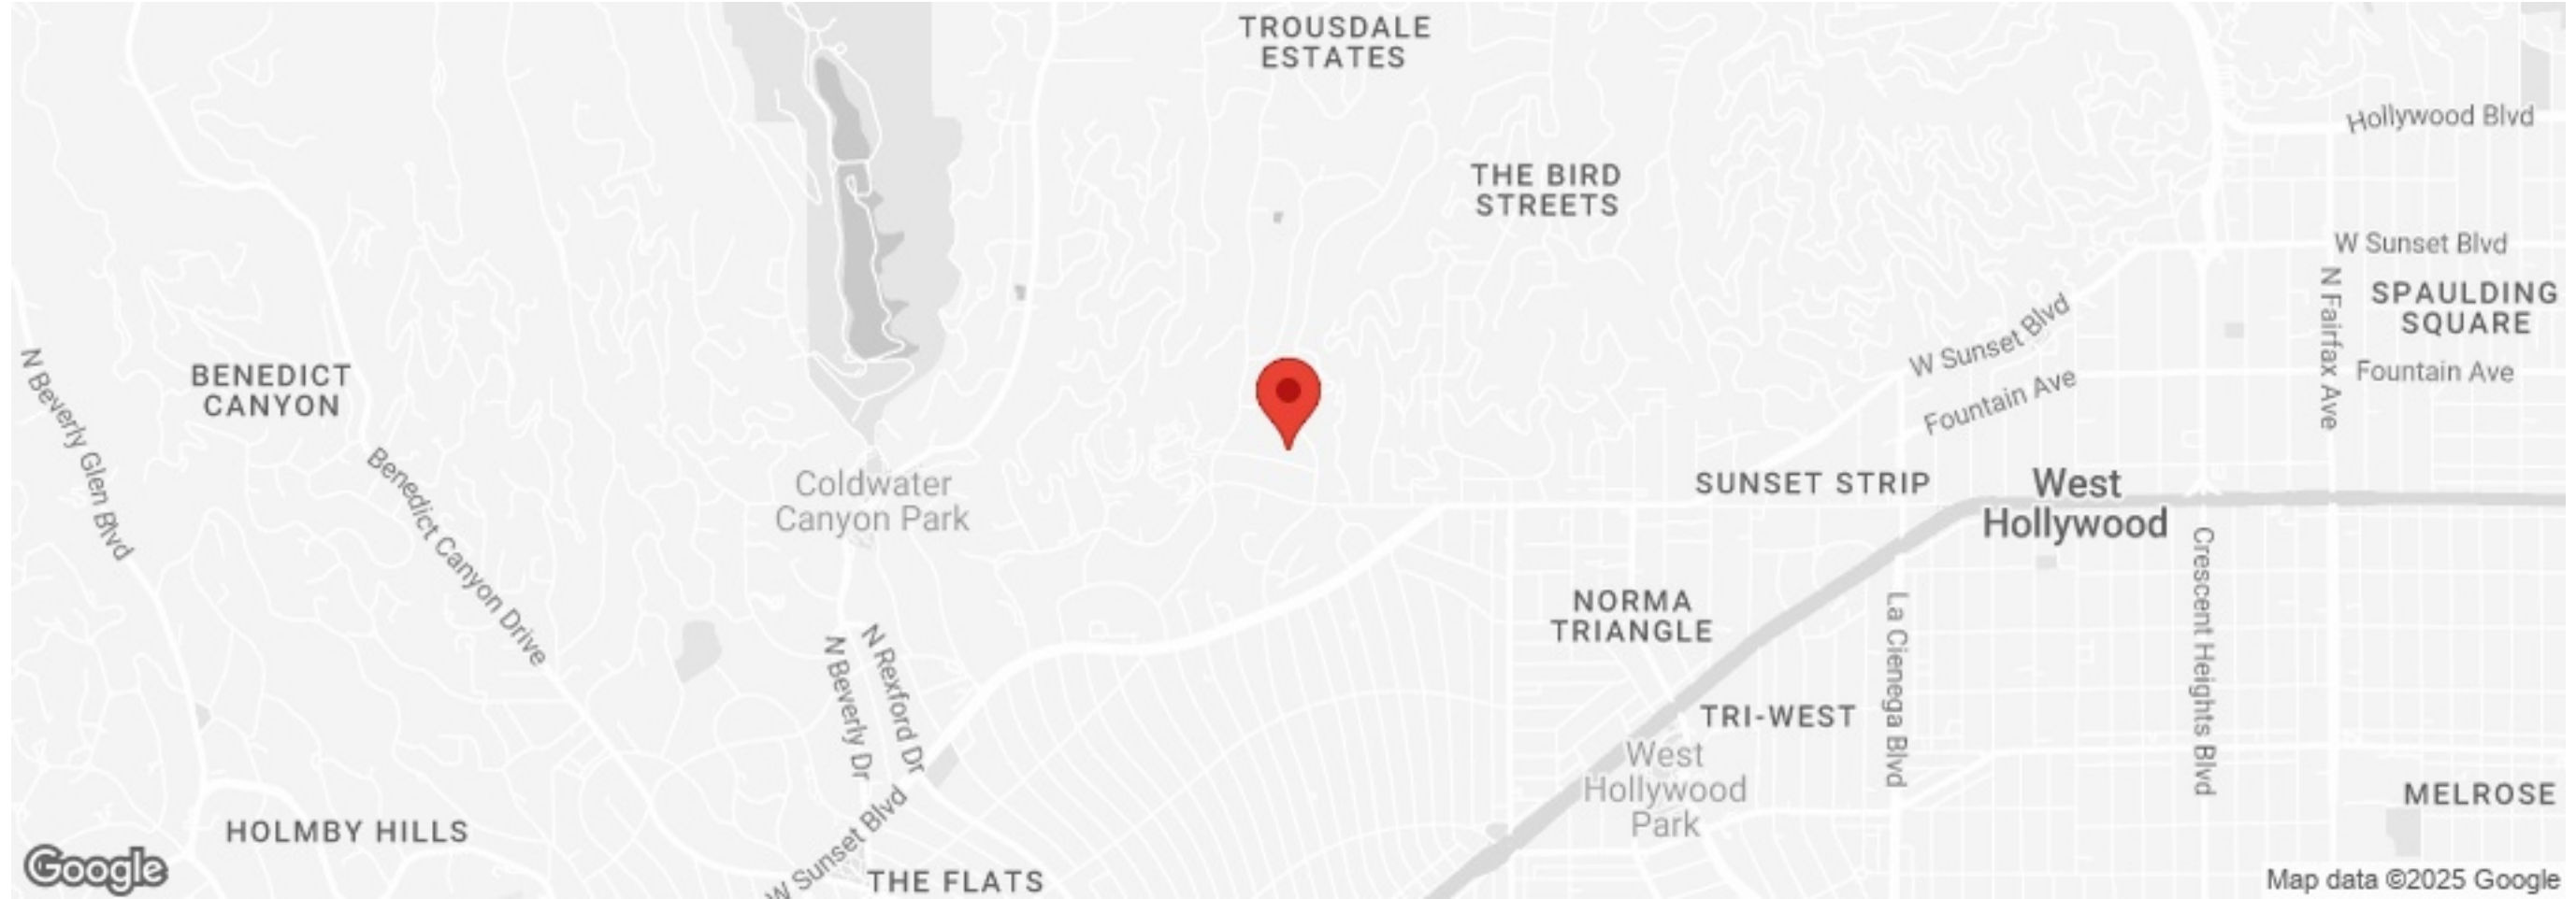 TROUSDALE
ESTATES
Hollywood Blvd
THE BIRD
STREETS
W Sunset Blvd
N Fairfax Ave
SPAULDING
SQUARE
W Sunset Blvd
Fountain Ave
Fountain Ave
N Beverly Glen Blvd
BENEDICT
CANYON
Benedict Canyon Drive
Coldwater
Canyon Park
SUNSET STRIP
West
Hollywood
Crescent Heights Blvd
NORMA
TRIANGLE
La Cienega Blvd
N Rexford Dr
N Beverly Dr
TRI-WEST
West
Hollywood
Park
MELROSE
W Sunset Blvd
HOLMBY HILLS
THE FLATS
Google
Map data ©2025 Google